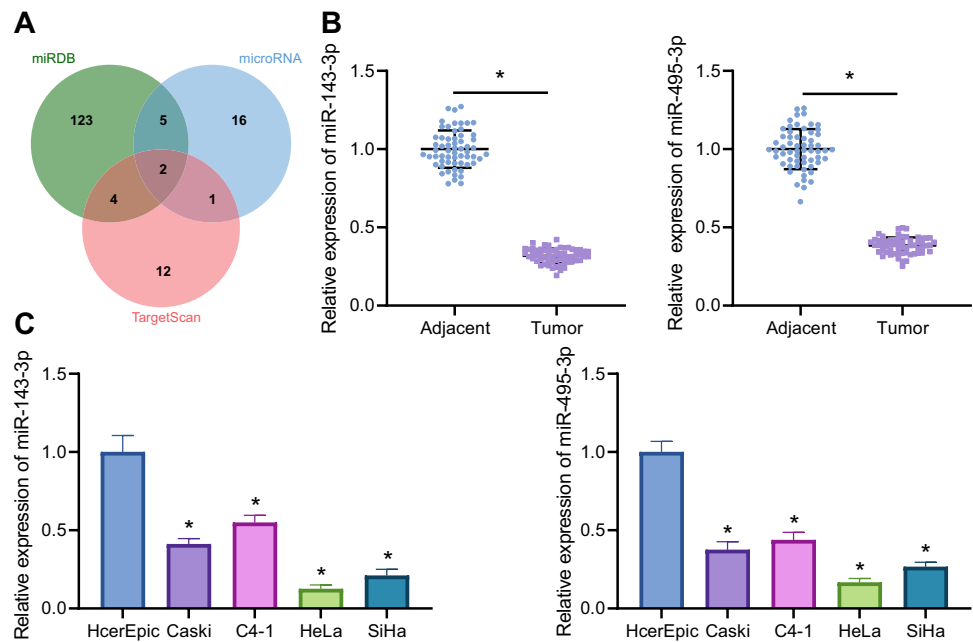 A
miRDB
microRNA
123
5
16
2
4
1
12
TargetScan
B
Relative expression of miR-143-3p
1.5
1.0
0.5
0.0
*
Adjacent
Tumor
Relative expression of miR-495-3p
1.5
1.0
0.5
0.0
*
Adjacent
Tumor
C
Relative expression of miR-143-3p
1.5
1.0
0.5
0.0
*
*
*
*
HcerEpic
Caski
C4-1
HeLa
SiHa
Relative expression of miR-495-3p
1.5
1.0
0.5
0.0
*
*
*
*
HcerEpic
Caski
C4-1
HeLa
SiHa